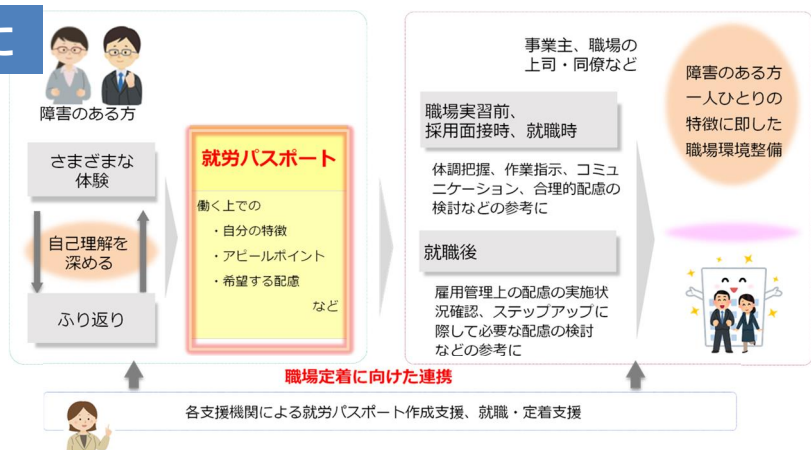 に
障害のある方
さまざまな
体験
自己理解を
深める
ふり返り
就労パスポート
働く上での
・自分の特徴
・アピールポイント
・希望する配慮
など
事業主、職場の
上司・同僚など
職場実習前、
採用面接時、就職時
体調把握、作業指示、コミュ
ニケーション、合理的配慮の
検討などの参考に
就職後
雇用管理上の配慮の実施状
況確認、ステップアップに
際して必要な配慮の検討
などの参考に
障害のある方
一人ひとりの
特徴に即した
職場環境整備
職場定着に向けた連携
各支援機関による就労パスポート作成支援、就職・定着支援